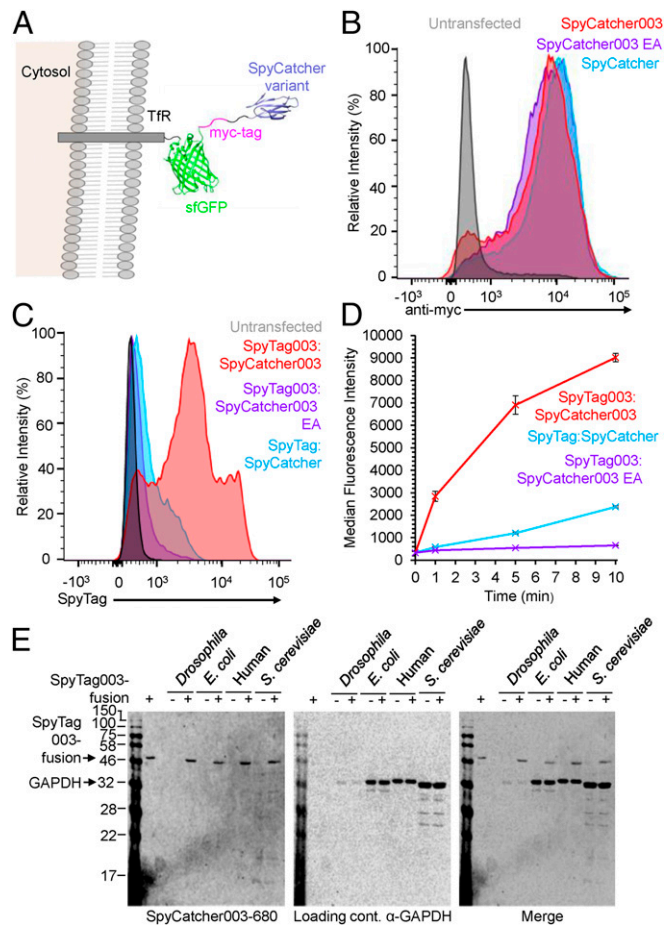 A
Cytosol
TfR
SpyCatcher
variant
myc-tag
sfGFP
B
Untransfected
SpyCatcher003
SpyCatcher003 EA
SpyCatcher
Relative Intensity (%)
100
80
60
40
20
0
-10³ 0 10³ 10⁴ 10⁵
anti-myc
C
Untransfected
SpyTag003:
SpyCatcher003
SpyTag003:
SpyCatcher003
EA
SpyTag:
SpyCatcher
Relative Intensity (%)
100
80
60
40
20
0
-10³ 0 10³ 10⁴ 10⁵
SpyTag
D
Median Fluorescence Intensity
10000
9000
8000
7000
6000
5000
4000
3000
2000
1000
0
SpyTag003:
SpyCatcher003
SpyTag:SpyCatcher
SpyTag003:
SpyCatcher003 EA
0 1 2 3 4 5 6 7 8 9 10
Time (min)
E
Drosophila E. coli Human S. cerevisiae Drosophila E. coli Human S. cerevisiae Drosophila E. coli Human S. cerevisiae
SpyTag003-
fusion + - + - + - + - + + - + - + - + - + + - + - + - + - +
150
100
75
58
46
32
28
22
17
SpyTag
003-
fusion
GAPDH
SpyCatcher003-680 Loading cont. α-GAPDH Merge